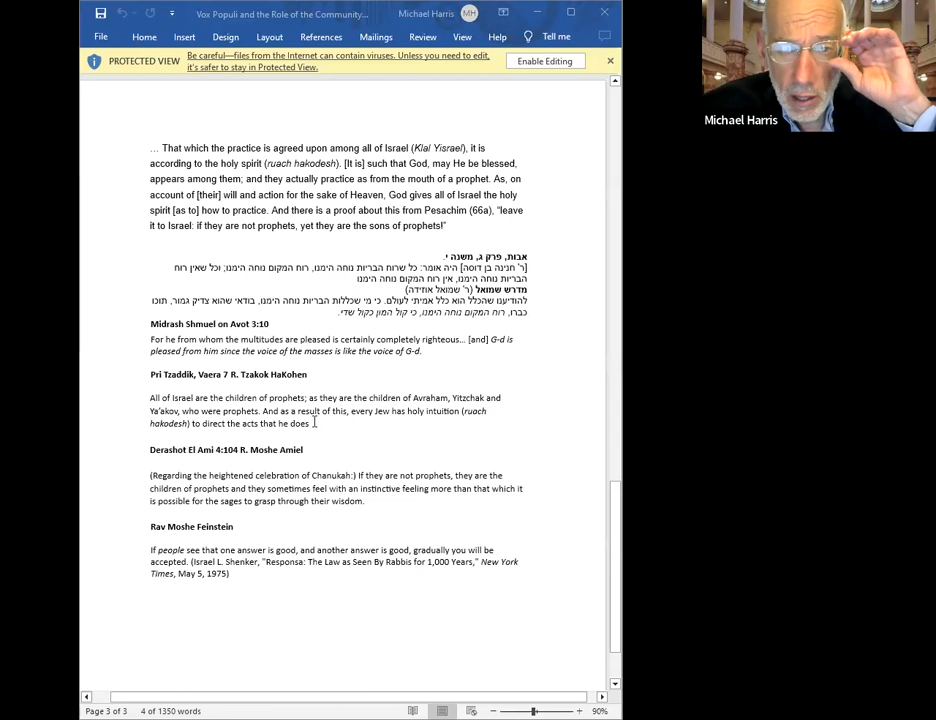 Vox Populi and the Role of the Community...
Michael Harris
MH
File Home Insert Draw Design Layout References Mailings Review View Help Tell me
PROTECTED VIEW
Be careful—files from the Internet can contain viruses. Unless you need to edit, it's safer to stay in Protected View.
Enable Editing
… That which the practice is agreed upon among all of Israel (Klal Yisrael), it is
according to the holy spirit (ruach hakodesh). [It is] such that God, may He be blessed,
appears among them; and they actually practice as from the mouth of a prophet. As, on
account of [their] will and action for the sake of Heaven, God gives all of Israel the holy
spirit [as to] how to practice. And there is a proof about this from Pesachim (66a), “leave
it to Israel: if they are not prophets, yet they are the sons of prophets!”
אבות, פרק ג, משנה י.
[ר' חנינה בן דוסה] היה אומר: כל שרוח הבריות נוחה הימנו, רוח המקום נוחה הימנו; וכל שאין רוח
הבריות נוחה הימנו, אין רוח המקום נוחה הימנו
מדרש שמואל (ר' שמואל אוזידה)
להודיענו שהכלל הוא כלל אמיתי לעולם. כי מי שכללות הבריות נוחה הימנו, בודאי שהוא צדיק גמור, תוכו
כברו, רוח המקום נוחה הימנו, כי קול המון כקול שדי.
Midrash Shmuel on Avot 3:10
For he from whom the multitudes are pleased is certainly completely righteous... [and] G-d is
pleased from him since the voice of the masses is like the voice of G-d.
Pri Tzaddik, Vaera 7 R. Tzakok HaKohen
All of Israel are the children of prophets; as they are the children of Avraham, Yitzchak and
Ya’akov, who were prophets. And as a result of this, every Jew has holy intuition (ruach
hakodesh) to direct the acts that he does
Derashot El Ami 4:104 R. Moshe Amiel
(Regarding the heightened celebration of Chanukah:) If they are not prophets, they are the
children of prophets and they sometimes feel with an instinctive feeling more than that which it
is possible for the sages to grasp through their wisdom.
Rav Moshe Feinstein
If people see that one answer is good, and another answer is good, gradually you will be
accepted. (Israel L. Shenker, "Responsa: The Law as Seen By Rabbis for 1,000 Years," New York
Times, May 5, 1975)
Page 3 of 3 4 of 1350 words
90%
Michael Harris